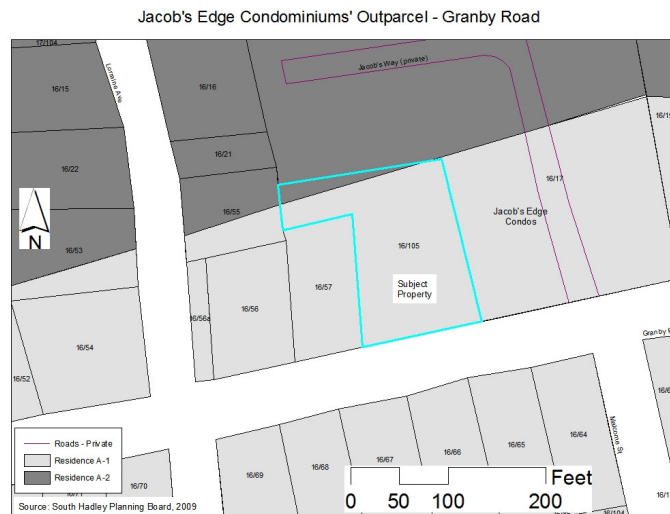 Jacob's Edge Condominiums' Outparcel - Granby Road
17/104
Lorraine Ave
16/15
16/16
Jacob's Way (private)
16/21
16/22
16/17
16/55
Jacob's Edge
Condos
N
16/53
16/105
Subject
Property
16/57
16/56
16/56a
16/54
16/52
Granby
16/64
16/65
16/66
16/67
16/68
16/69
Malcome St
16/70
Roads - Private
Residence A-1
Residence A-2
Feet
0 50 100 200
Source: South Hadley Planning Board, 2009
16/104